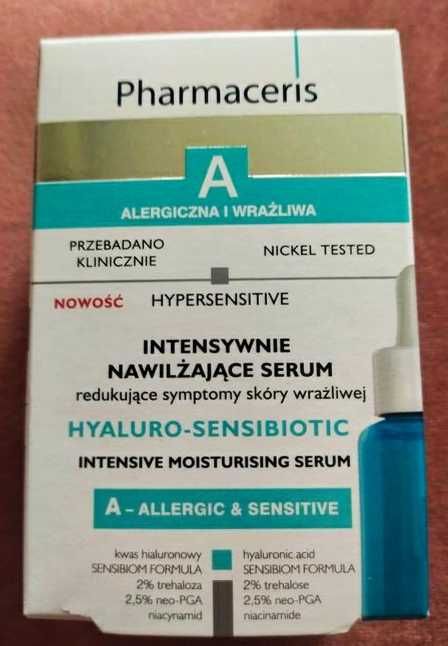 Pharmaceris
A
ALERGICZNA I WRAŻLIWA
PRZEBADANO
KLINICZNIE
NICKEL TESTED
NOWOŚĆ HYPERSENSITIVE
INTENSYWNIE
NAWILŻAJĄCE SERUM
redukujące symptomy skóry wrażliwej
HYALURO-SENSIBIOTIC
INTENSIVE MOISTURISING SERUM
A – ALLERGIC & SENSITIVE
kwas hialuronowy
SENSIBIOM FORMULA
2% trehaloza
2,5% neo-PGA
niacynamid
hyaluronic acid
SENSIBIOM FORMULA
2% trehalose
2,5% neo-PGA
niacinamide